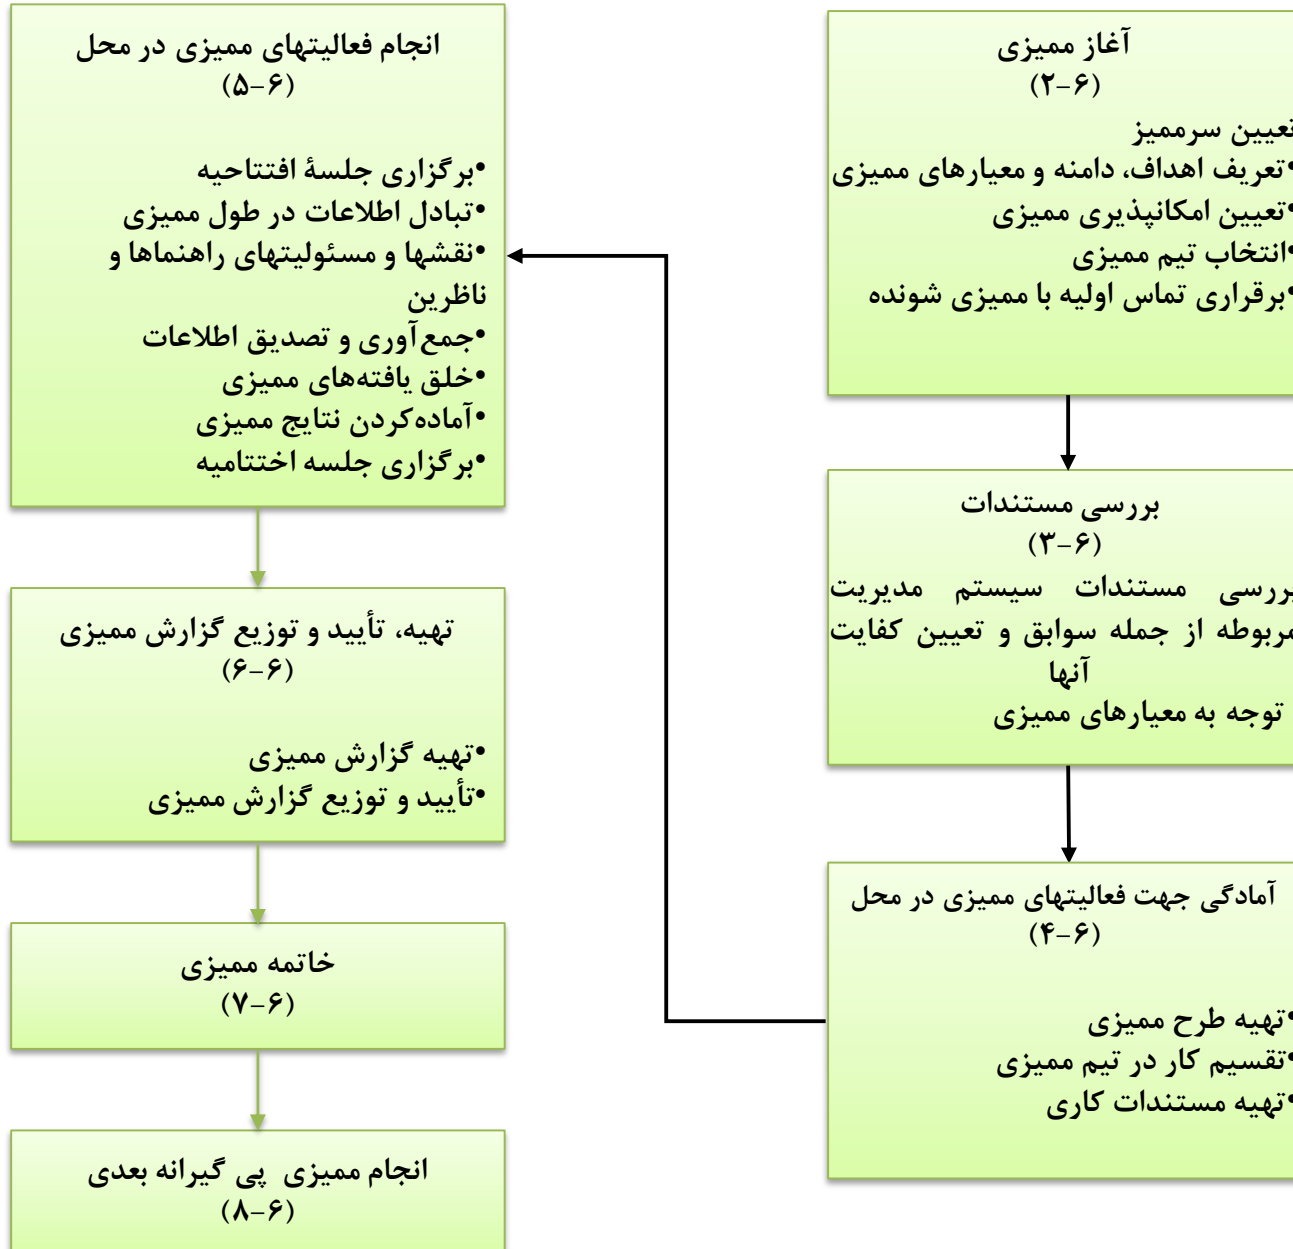 آغاز ممیزی
(۶-۲)
تعیین سرممیز
•تعریف اهداف، دامنه و معیارهای ممیزی
•تعیین امکانپذیری ممیزی
•انتخاب تیم ممیزی
•برقراری تماس اولیه با ممیزی شونده
بررسی مستندات
(۶-۳)
بررسی مستندات سیستم مدیریت
مربوطه از جمله سوابق و تعیین کفایت
آنها
توجه به معیارهای ممیزی
آمادگی جهت فعالیتهای ممیزی در محل
(۶-۴)
•تهیه طرح ممیزی
•تقسیم کار در تیم ممیزی
•تهیه مستندات کاری
انجام فعالیتهای ممیزی در محل
(۶-۵)
•برگزاری جلسۀ افتتاحیه
•تبادل اطلاعات در طول ممیزی
•نقشها و مسئولیتهای راهنماها و
ناظرین
•جمع‌آوری و تصدیق اطلاعات
•خلق یافته‌های ممیزی
•آماده‌کردن نتایج ممیزی
•برگزاری جلسه اختتامیه
تهیه، تأیید و توزیع گزارش ممیزی
(۶-۶)
•تهیه گزارش ممیزی
•تأیید و توزیع گزارش ممیزی
خاتمه ممیزی
(۶-۷)
انجام ممیزی پی گیرانه بعدی
(۶-۸)